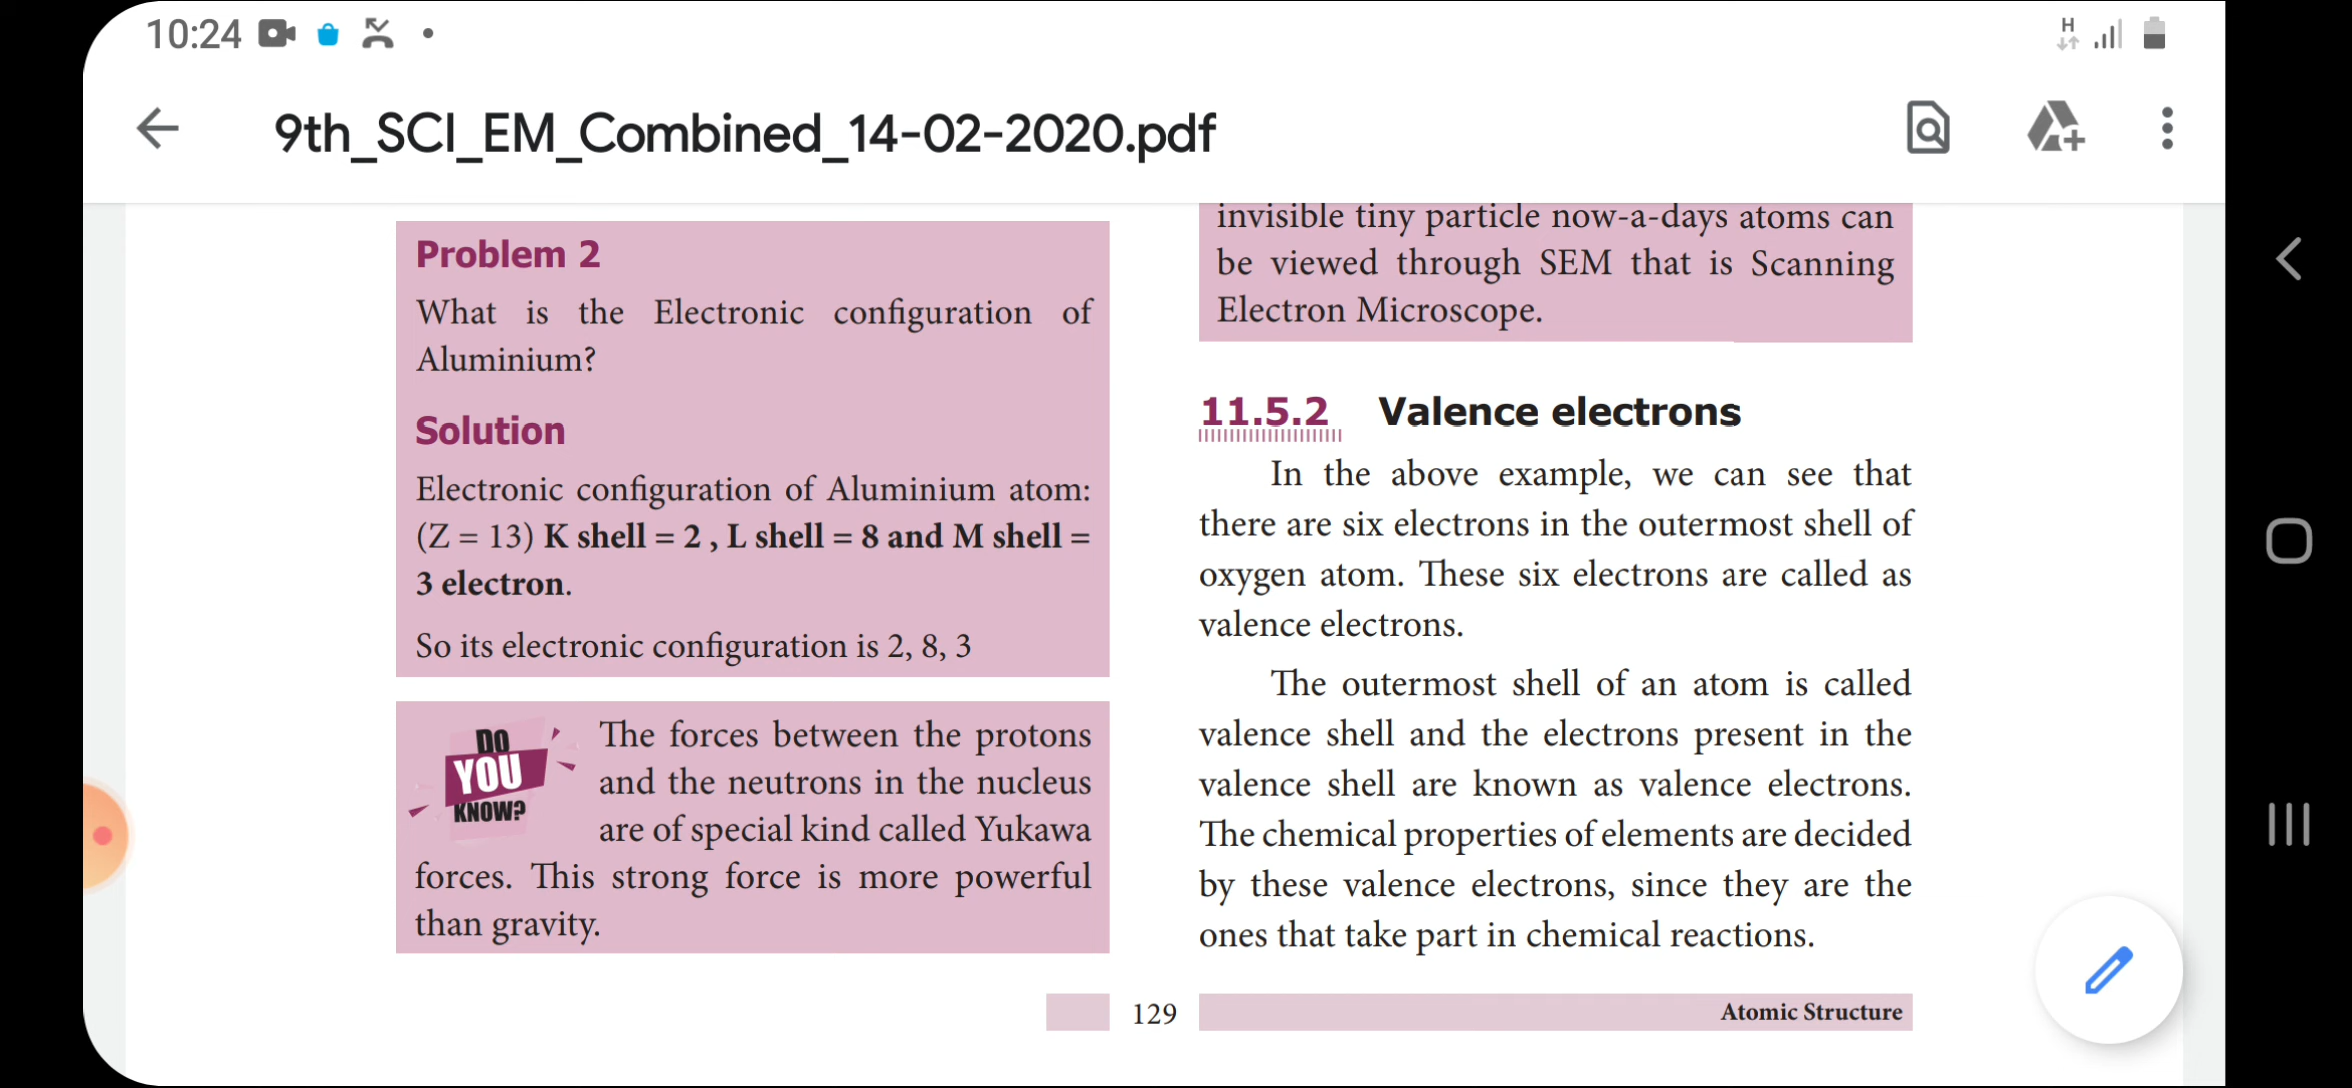 10:24
H
9th_SCI_EM_Combined_14-02-2020.pdf
Problem 2
What is the Electronic configuration of
Aluminium?
Solution
Electronic configuration of Aluminium atom:
(Z = 13) K shell = 2 , L shell = 8 and M shell =
3 electron.
So its electronic configuration is 2, 8, 3
DO
YOU
KNOW?
The forces between the protons
and the neutrons in the nucleus
are of special kind called Yukawa
forces. This strong force is more powerful
than gravity.
invisible tiny particle now-a-days atoms can
be viewed through SEM that is Scanning
Electron Microscope.
11.5.2 Valence electrons
In the above example, we can see that
there are six electrons in the outermost shell of
oxygen atom. These six electrons are called as
valence electrons.
The outermost shell of an atom is called
valence shell and the electrons present in the
valence shell are known as valence electrons.
The chemical properties of elements are decided
by these valence electrons, since they are the
ones that take part in chemical reactions.
129
Atomic Structure